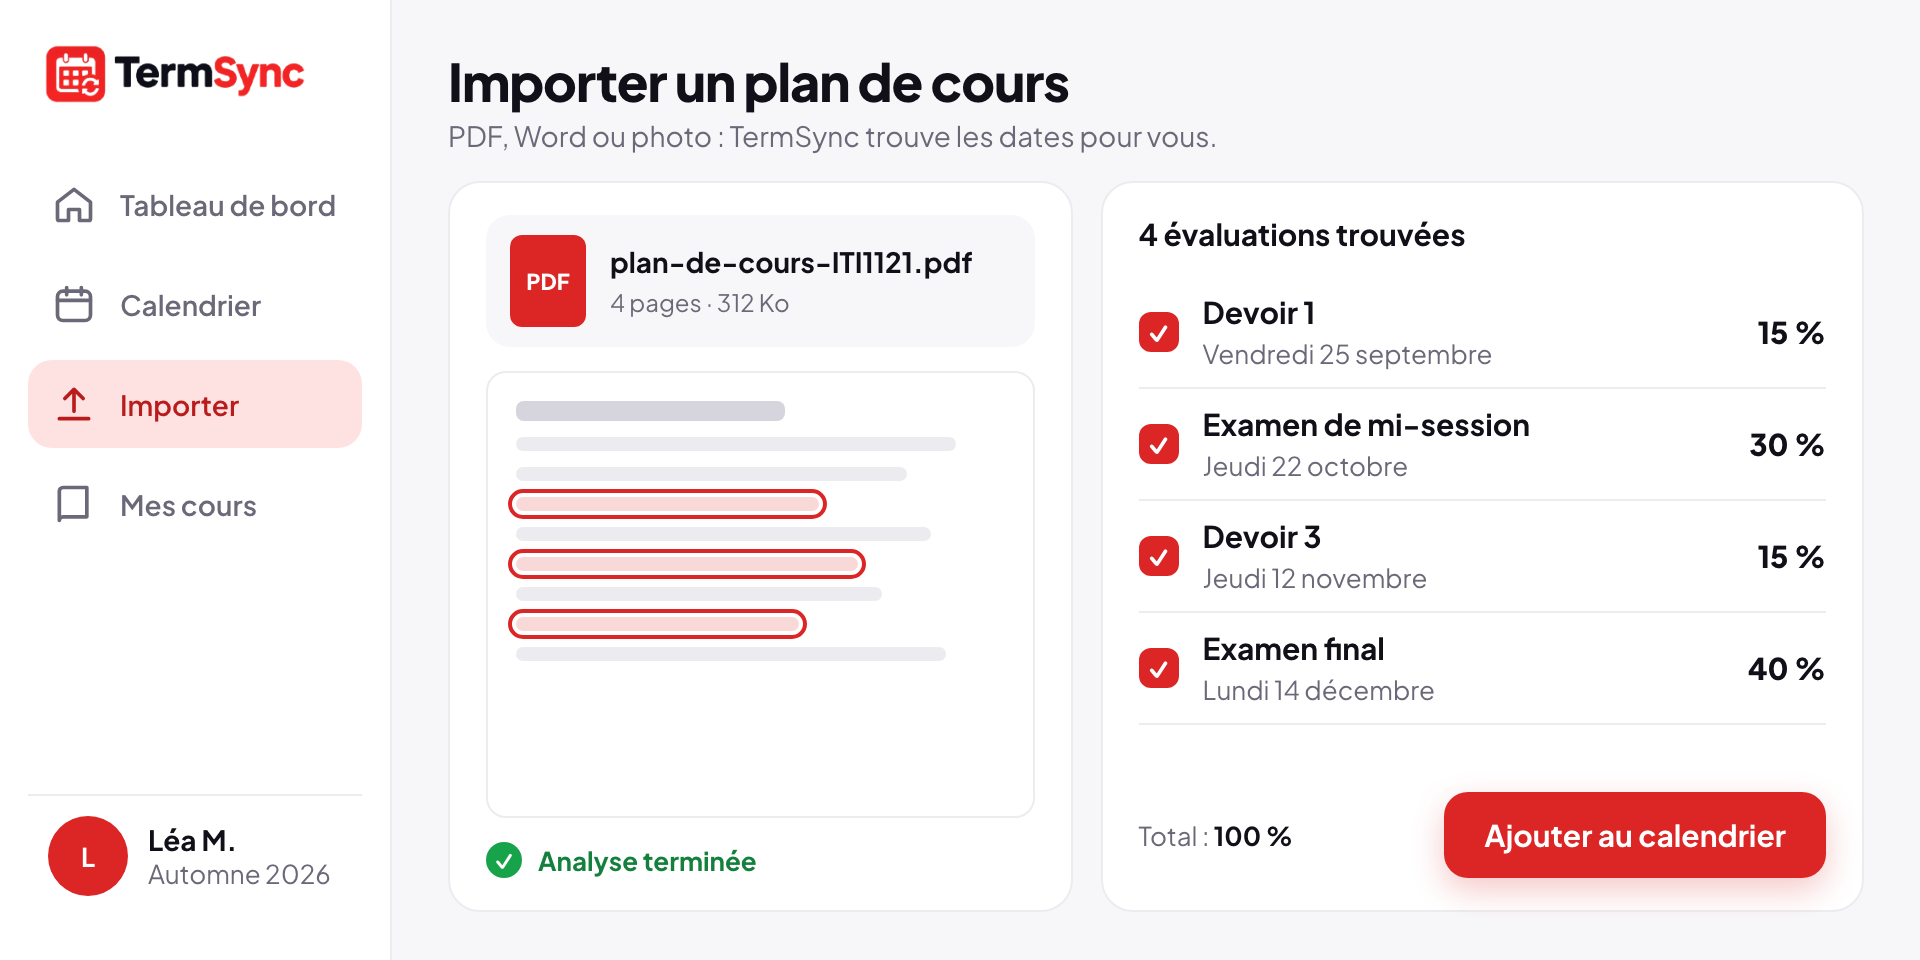 TermSync
Tableau de bord
Calendrier
Importer
Mes cours
L
Léa M.
Automne 2026
Importer un plan de cours
PDF, Word ou photo : TermSync trouve les dates pour vous.
PDF
plan-de-cours-ITI1121.pdf
4 pages · 312 Ko
Analyse terminée
4 évaluations trouvées
Devoir 1
Vendredi 25 septembre
15 %
Examen de mi-session
Jeudi 22 octobre
30 %
Devoir 3
Jeudi 12 novembre
15 %
Examen final
Lundi 14 décembre
40 %
Total : 100 %
Ajouter au calendrier